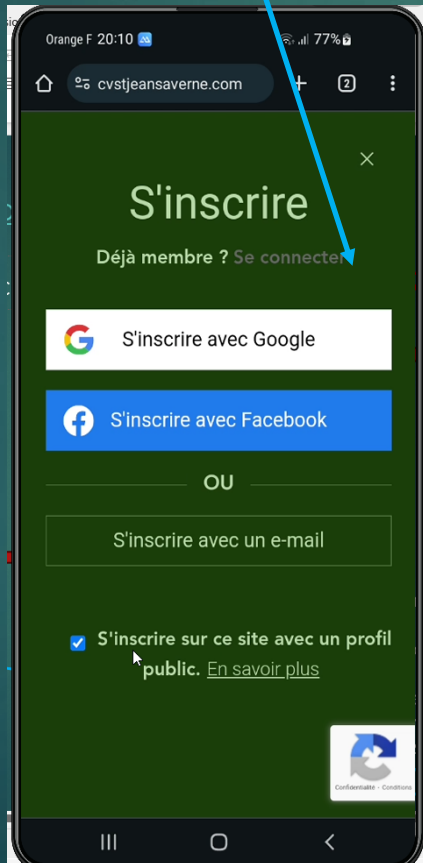 Orange F 20:10 77%
cvstjeansaverne.com 2
S'inscrire
Déjà membre ? Se connecter
S'inscrire avec Google
S'inscrire avec Facebook
OU
S'inscrire avec un e-mail
S'inscrire sur ce site avec un profil
public. En savoir plus
Confidentialité - Conditions